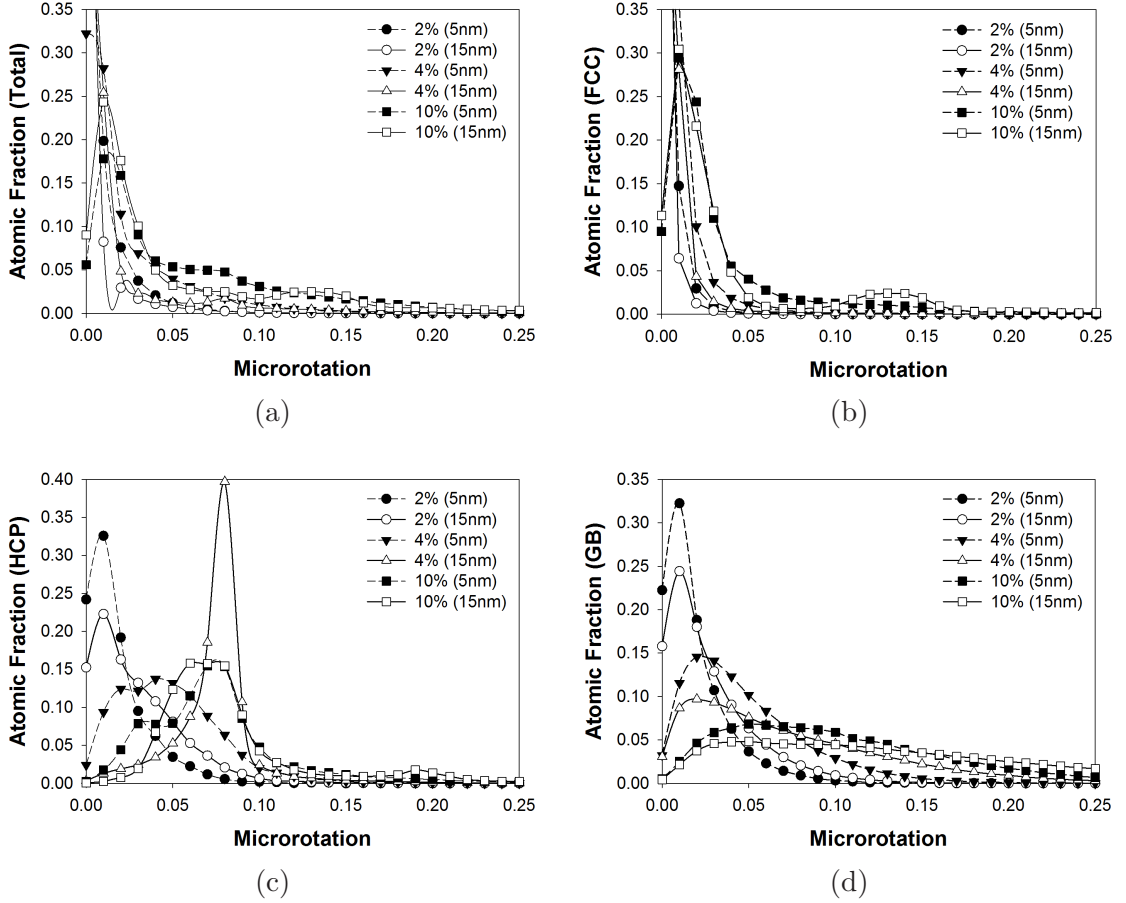 Atomic Fraction (Total)
0.35
0.30
0.25
0.20
0.15
0.10
0.05
0.00
2% (5nm)
2% (15nm)
4% (5nm)
4% (15nm)
10% (5nm)
10% (15nm)
0.00 0.05 0.10 0.15 0.20 0.25
Microrotation
(a)
Atomic Fraction (FCC)
0.35
0.30
0.25
0.20
0.15
0.10
0.05
0.00
2% (5nm)
2% (15nm)
4% (5nm)
4% (15nm)
10% (5nm)
10% (15nm)
0.00 0.05 0.10 0.15 0.20 0.25
Microrotation
(b)
Atomic Fraction (HCP)
0.40
0.35
0.30
0.25
0.20
0.15
0.10
0.05
0.00
2% (5nm)
2% (15nm)
4% (5nm)
4% (15nm)
10% (5nm)
10% (15nm)
0.00 0.05 0.10 0.15 0.20 0.25
Microrotation
(c)
Atomic Fraction (GB)
0.35
0.30
0.25
0.20
0.15
0.10
0.05
0.00
2% (5nm)
2% (15nm)
4% (5nm)
4% (15nm)
10% (5nm)
10% (15nm)
0.00 0.05 0.10 0.15 0.20 0.25
Microrotation
(d)